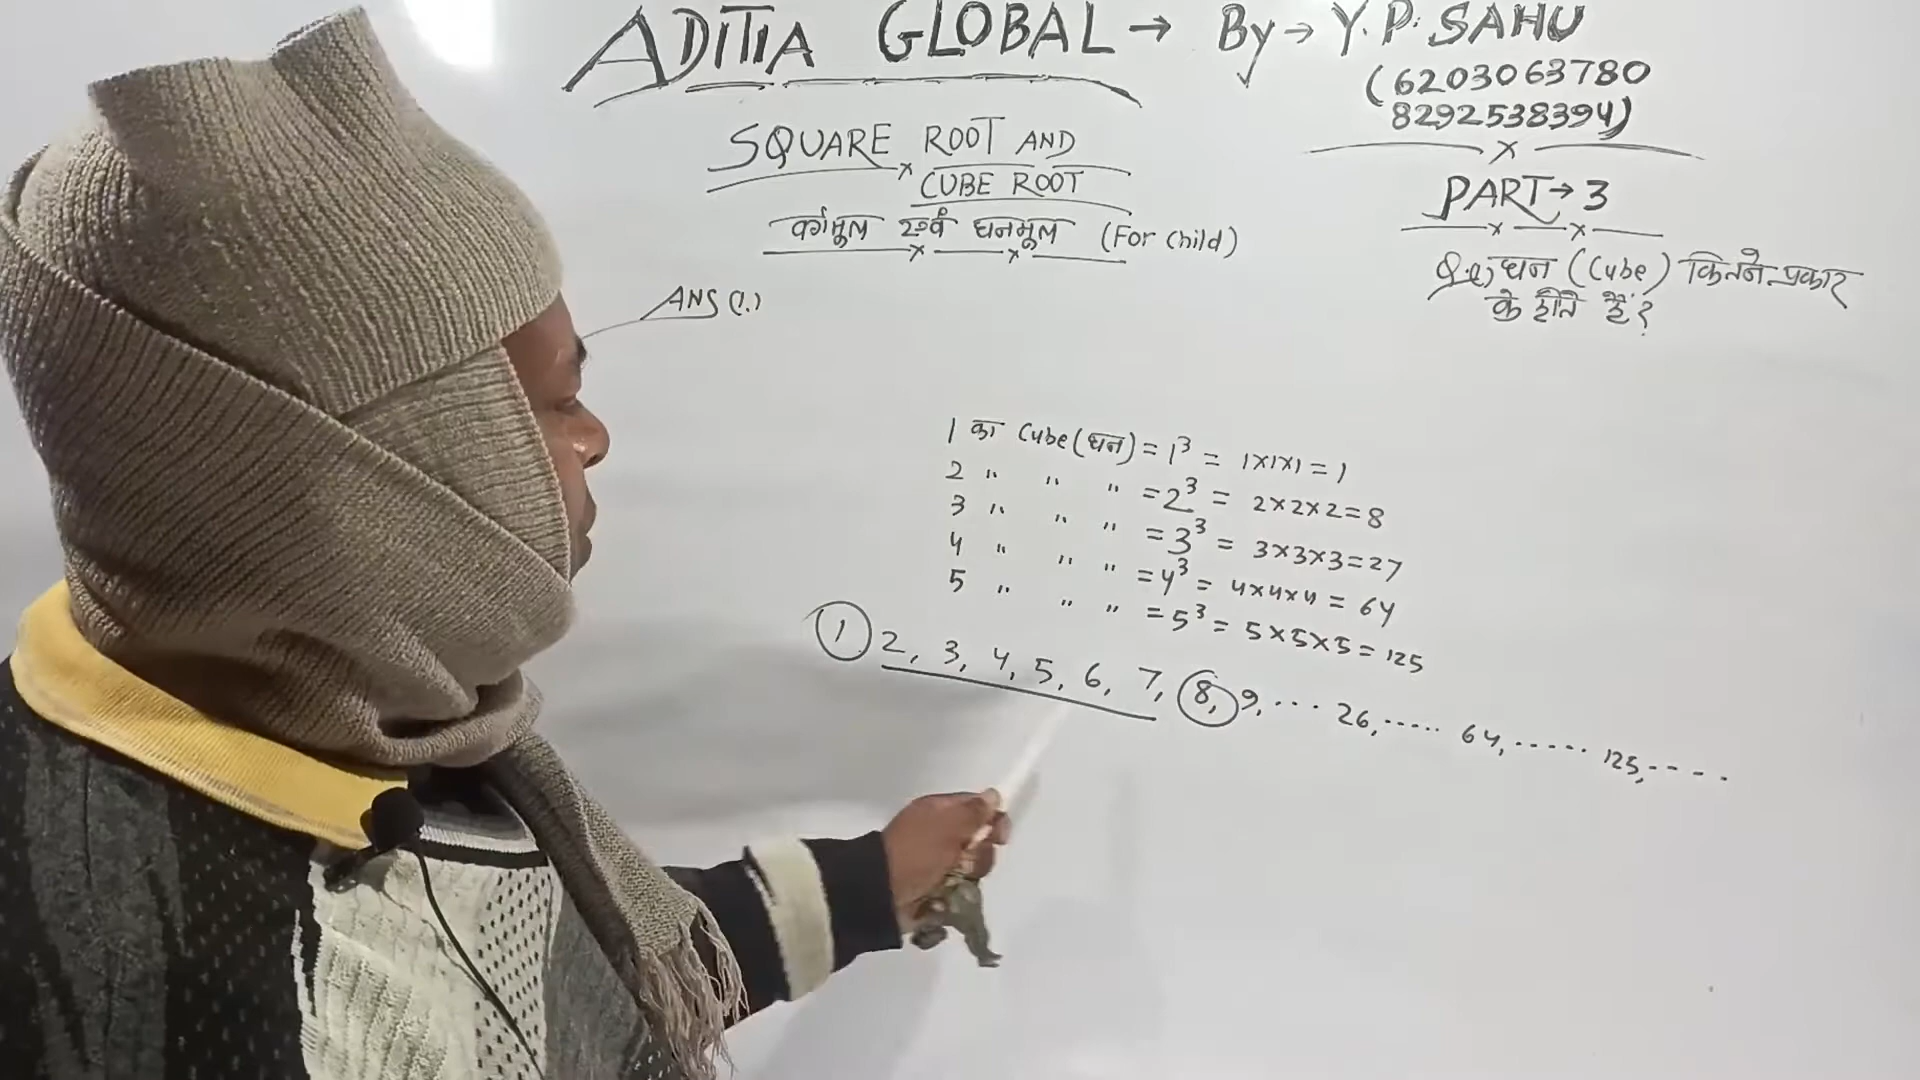 ADITIA GLOBAL → By → Y.P. SAHU
(6203063780
8292538394)
SQUARE ROOT AND
CUBE ROOT
वर्गमूल एवं घनमूल (For child)
PART → 3
घन (Cube) कितने प्रकार
के होते हैं?
ANS (1.)
1 का Cube (घन) = 1³ = 1×1×1 = 1
2 " " " = 2³ = 2×2×2 = 8
3 " " " = 3³ = 3×3×3 = 27
4 " " " = 4³ = 4×4×4 = 64
5 " " " = 5³ = 5×5×5 = 125
1 2, 3, 4, 5, 6, 7, 8, 9, ... 26, ..... 64, ..... 125, ----